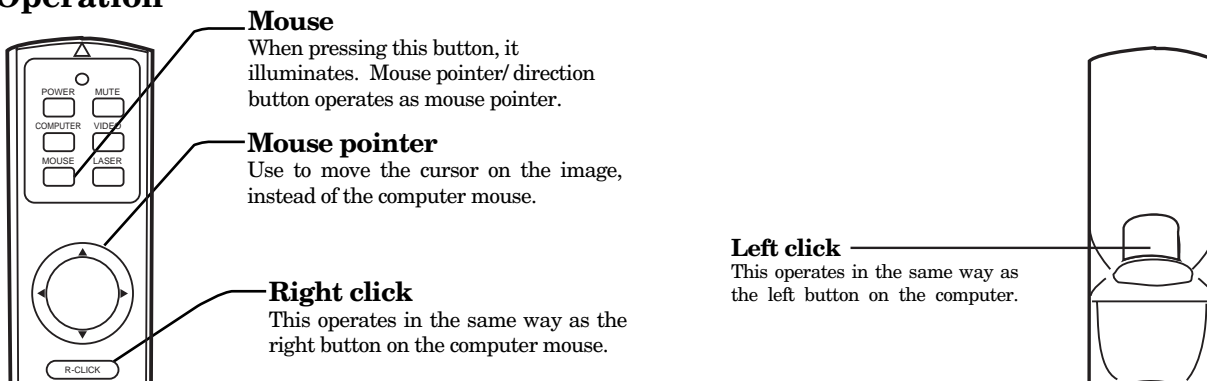 Operation
Mouse
When pressing this button, it
illuminates. Mouse pointer/ direction
button operates as mouse pointer.
POWER MUTE
COMPUTER VIDEO
MOUSE LASER
Mouse pointer
Use to move the cursor on the image,
instead of the computer mouse.
Right click
This operates in the same way as the
right button on the computer mouse.
R-CLICK
Left click
This operates in the same way as
the left button on the computer.